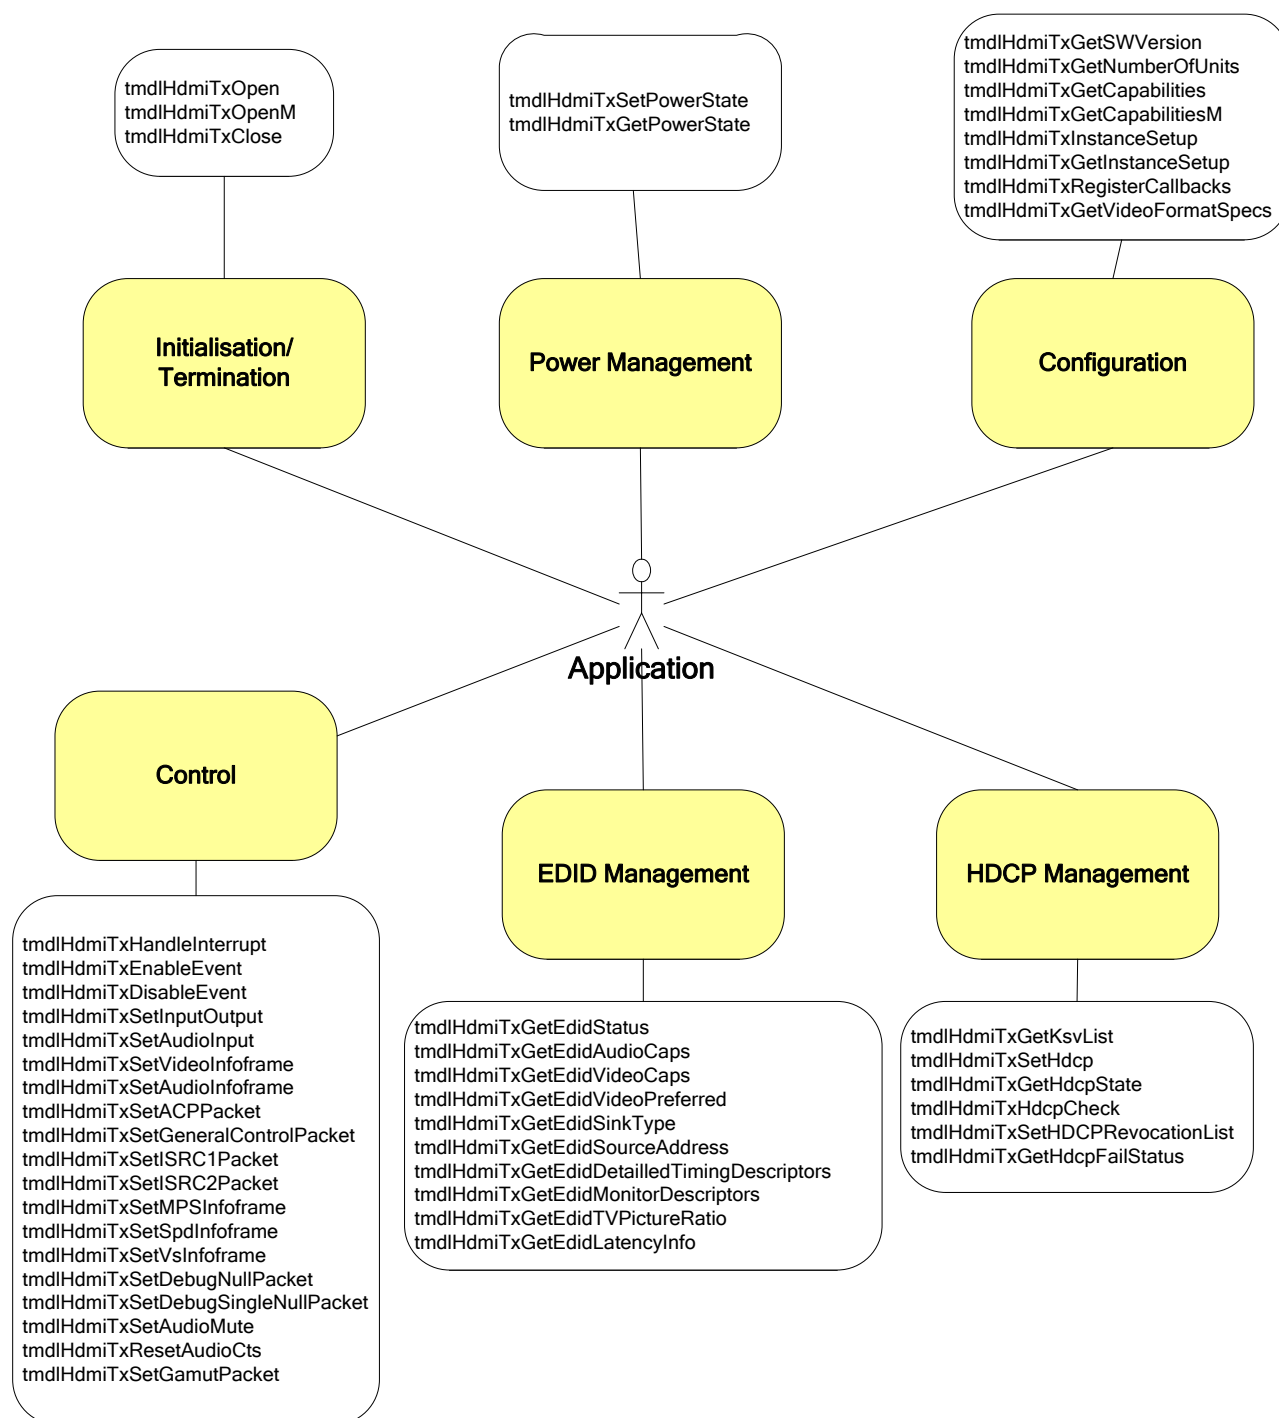 tmdlHdmiTxOpen
tmdlHdmiTxOpenM
tmdlHdmiTxClose
tmdlHdmiTxSetPowerState
tmdlHdmiTxGetPowerState
tmdlHdmiTxGetSWVersion
tmdlHdmiTxGetNumberOfUnits
tmdlHdmiTxGetCapabilities
tmdlHdmiTxGetCapabilitiesM
tmdlHdmiTxInstanceSetup
tmdlHdmiTxGetInstanceSetup
tmdlHdmiTxRegisterCallbacks
tmdlHdmiTxGetVideoFormatSpecs
Initialisation/
Termination
Power Management
Configuration
Application
Control
EDID Management
HDCP Management
tmdlHdmiTxHandleInterrupt
tmdlHdmiTxEnableEvent
tmdlHdmiTxDisableEvent
tmdlHdmiTxSetInputOutput
tmdlHdmiTxSetAudioInput
tmdlHdmiTxSetVideoInfoframe
tmdlHdmiTxSetAudioInfoframe
tmdlHdmiTxSetACPPacket
tmdlHdmiTxSetGeneralControlPacket
tmdlHdmiTxSetISRC1Packet
tmdlHdmiTxSetISRC2Packet
tmdlHdmiTxSetMPSInfoframe
tmdlHdmiTxSetSpdInfoframe
tmdlHdmiTxSetVsInfoframe
tmdlHdmiTxSetDebugNullPacket
tmdlHdmiTxSetDebugSingleNullPacket
tmdlHdmiTxSetAudioMute
tmdlHdmiTxResetAudioCts
tmdlHdmiTxSetGamutPacket
tmdlHdmiTxGetEdidStatus
tmdlHdmiTxGetEdidAudioCaps
tmdlHdmiTxGetEdidVideoCaps
tmdlHdmiTxGetEdidVideoPreferred
tmdlHdmiTxGetEdidSinkType
tmdlHdmiTxGetEdidSourceAddress
tmdlHdmiTxGetEdidDetailledTimingDescriptors
tmdlHdmiTxGetEdidMonitorDescriptors
tmdlHdmiTxGetEdidTVPictureRatio
tmdlHdmiTxGetEdidLatencyInfo
tmdlHdmiTxGetKsvList
tmdlHdmiTxSetHdcp
tmdlHdmiTxGetHdcpState
tmdlHdmiTxHdcpCheck
tmdlHdmiTxSetHDCPRevocationList
tmdlHdmiTxGetHdcpFailStatus